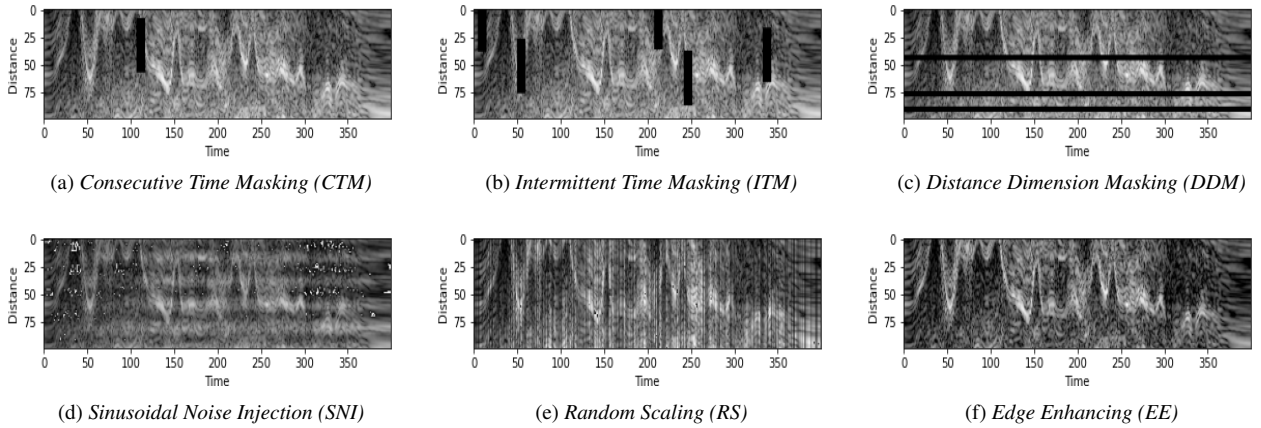 0
25
50
75
Distance
0 50 100 150 200 250 300 350
Time
(a) Consecutive Time Masking (CTM)
0
25
50
75
Distance
0 50 100 150 200 250 300 350
Time
(b) Intermittent Time Masking (ITM)
0
25
50
75
Distance
0 50 100 150 200 250 300 350
Time
(c) Distance Dimension Masking (DDM)
0
25
50
75
Distance
0 50 100 150 200 250 300 350
Time
(d) Sinusoidal Noise Injection (SNI)
0
25
50
75
Distance
0 50 100 150 200 250 300 350
Time
(e) Random Scaling (RS)
0
25
50
75
Distance
0 50 100 150 200 250 300 350
Time
(f) Edge Enhancing (EE)